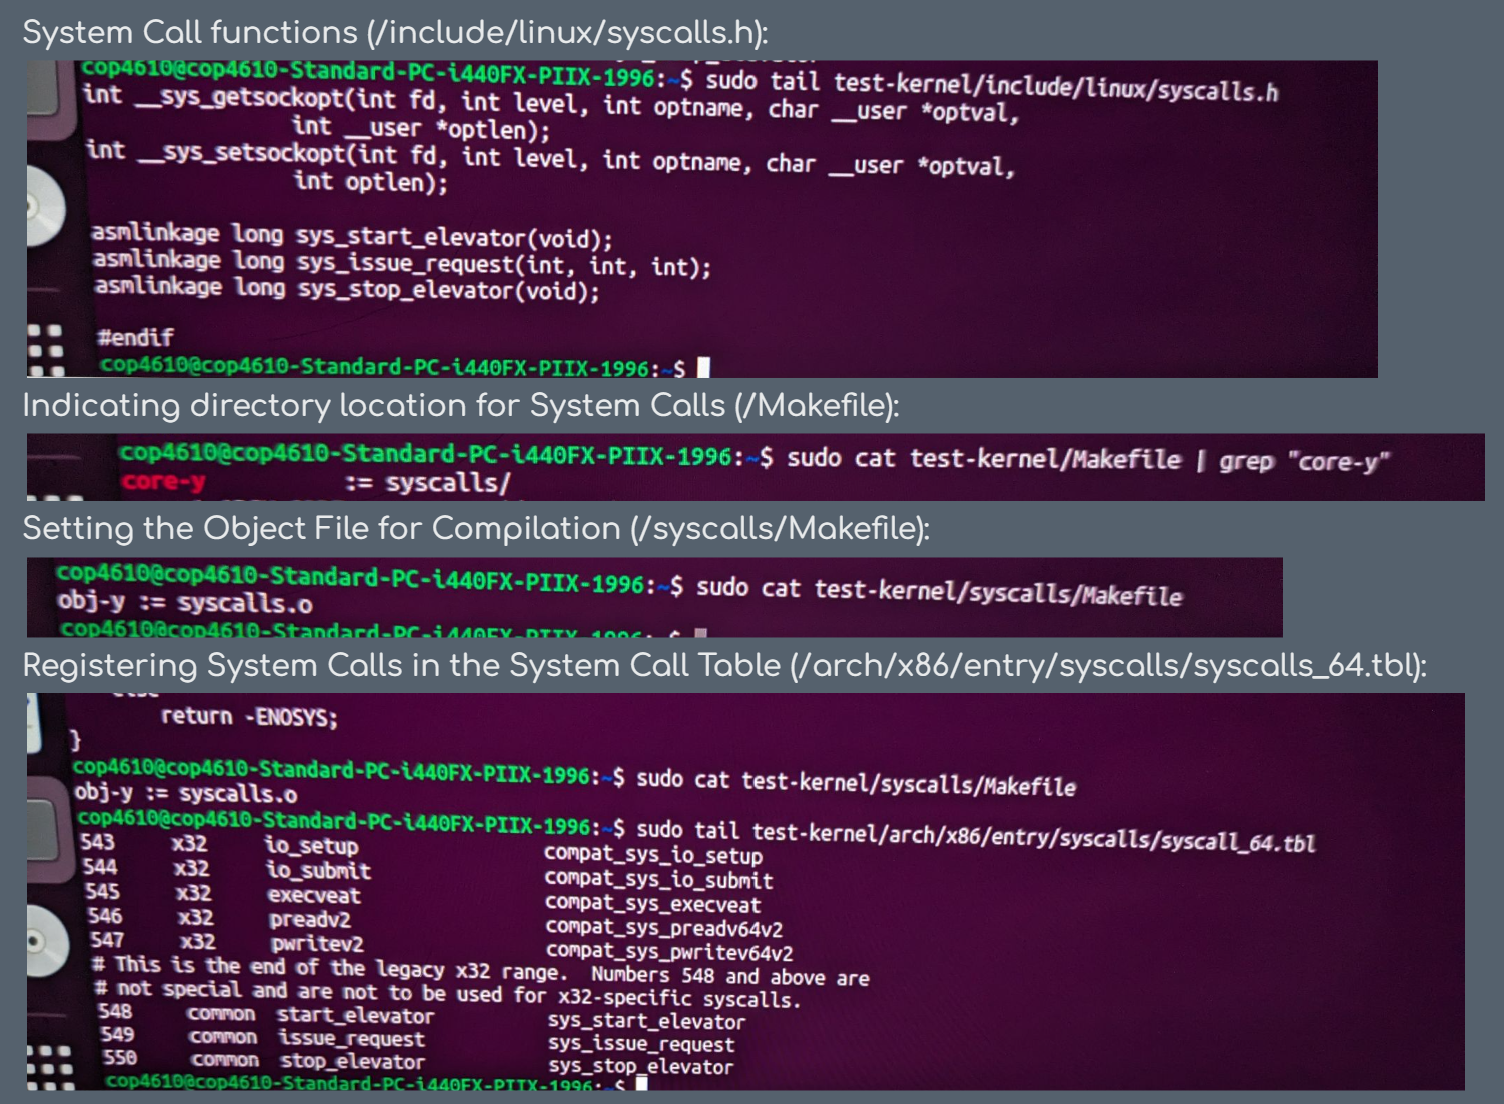 System Call functions (/include/linux/syscalls.h):
cop4610@cop4610-Standard-PC-i440FX-PIIX-1996:~$ sudo tail test-kernel/include/linux/syscalls.h
int __sys_getsockopt(int fd, int level, int optname, char __user *optval,
int __user *optlen);
int __sys_setsockopt(int fd, int level, int optname, char __user *optval,
int optlen);
asmlinkage long sys_start_elevator(void);
asmlinkage long sys_issue_request(int, int, int);
asmlinkage long sys_stop_elevator(void);
#endif
cop4610@cop4610-Standard-PC-i440FX-PIIX-1996:~$
Indicating directory location for System Calls (/Makefile):
cop4610@cop4610-Standard-PC-i440FX-PIIX-1996:~$ sudo cat test-kernel/Makefile | grep "core-y"
core-y := syscalls/
Setting the Object File for Compilation (/syscalls/Makefile):
cop4610@cop4610-Standard-PC-i440FX-PIIX-1996:~$ sudo cat test-kernel/syscalls/Makefile
obj-y := syscalls.o
cop4610@cop4610-Standard-PC-i440FX-PIIX-1996:~$
Registering System Calls in the System Call Table (/arch/x86/entry/syscalls/syscalls_64.tbl):
else
return -ENOSYS;
}
cop4610@cop4610-Standard-PC-i440FX-PIIX-1996:~$ sudo cat test-kernel/syscalls/Makefile
obj-y := syscalls.o
cop4610@cop4610-Standard-PC-i440FX-PIIX-1996:~$ sudo tail test-kernel/arch/x86/entry/syscalls/syscall_64.tbl
543 x32 io_setup compat_sys_io_setup
544 x32 io_submit compat_sys_io_submit
545 x32 execveat compat_sys_execveat
546 x32 preadv2 compat_sys_preadv64v2
547 x32 pwritev2 compat_sys_pwritev64v2
# This is the end of the legacy x32 range. Numbers 548 and above are
# not special and are not to be used for x32-specific syscalls.
548 common start_elevator sys_start_elevator
549 common issue_request sys_issue_request
550 common stop_elevator sys_stop_elevator
cop4610@cop4610-Standard-PC-i440FX-PIIX-1996:~$